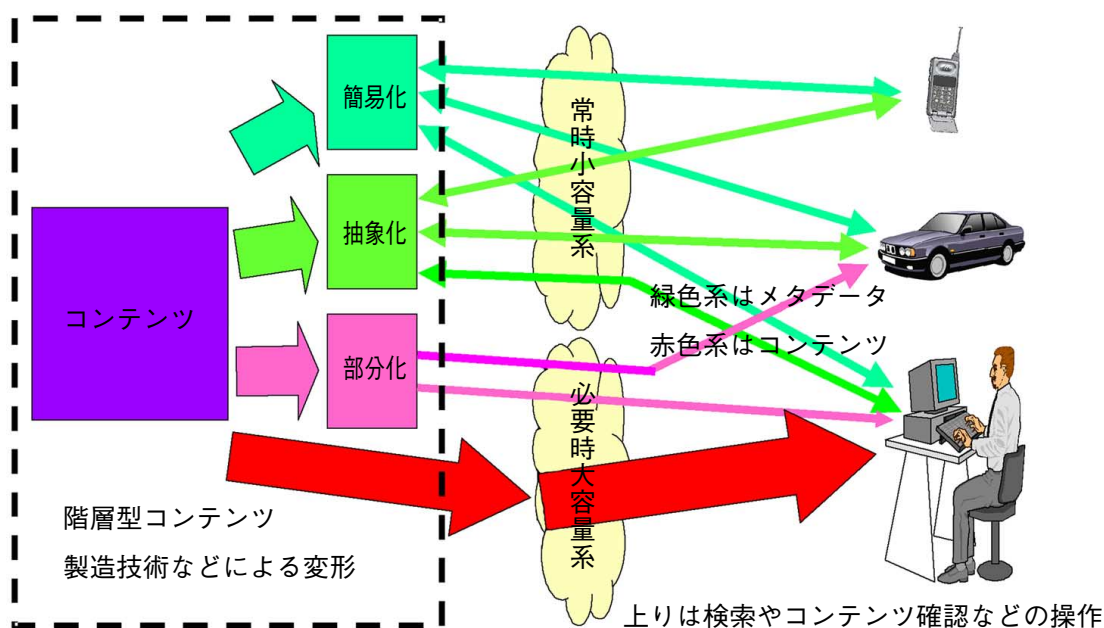 簡易化
抽象化
コンテンツ
部分化
常時小容量系
必要時大容量系
緑色系はメタデータ
赤色系はコンテンツ
階層型コンテンツ
製造技術などによる変形
上りは検索やコンテンツ確認などの操作